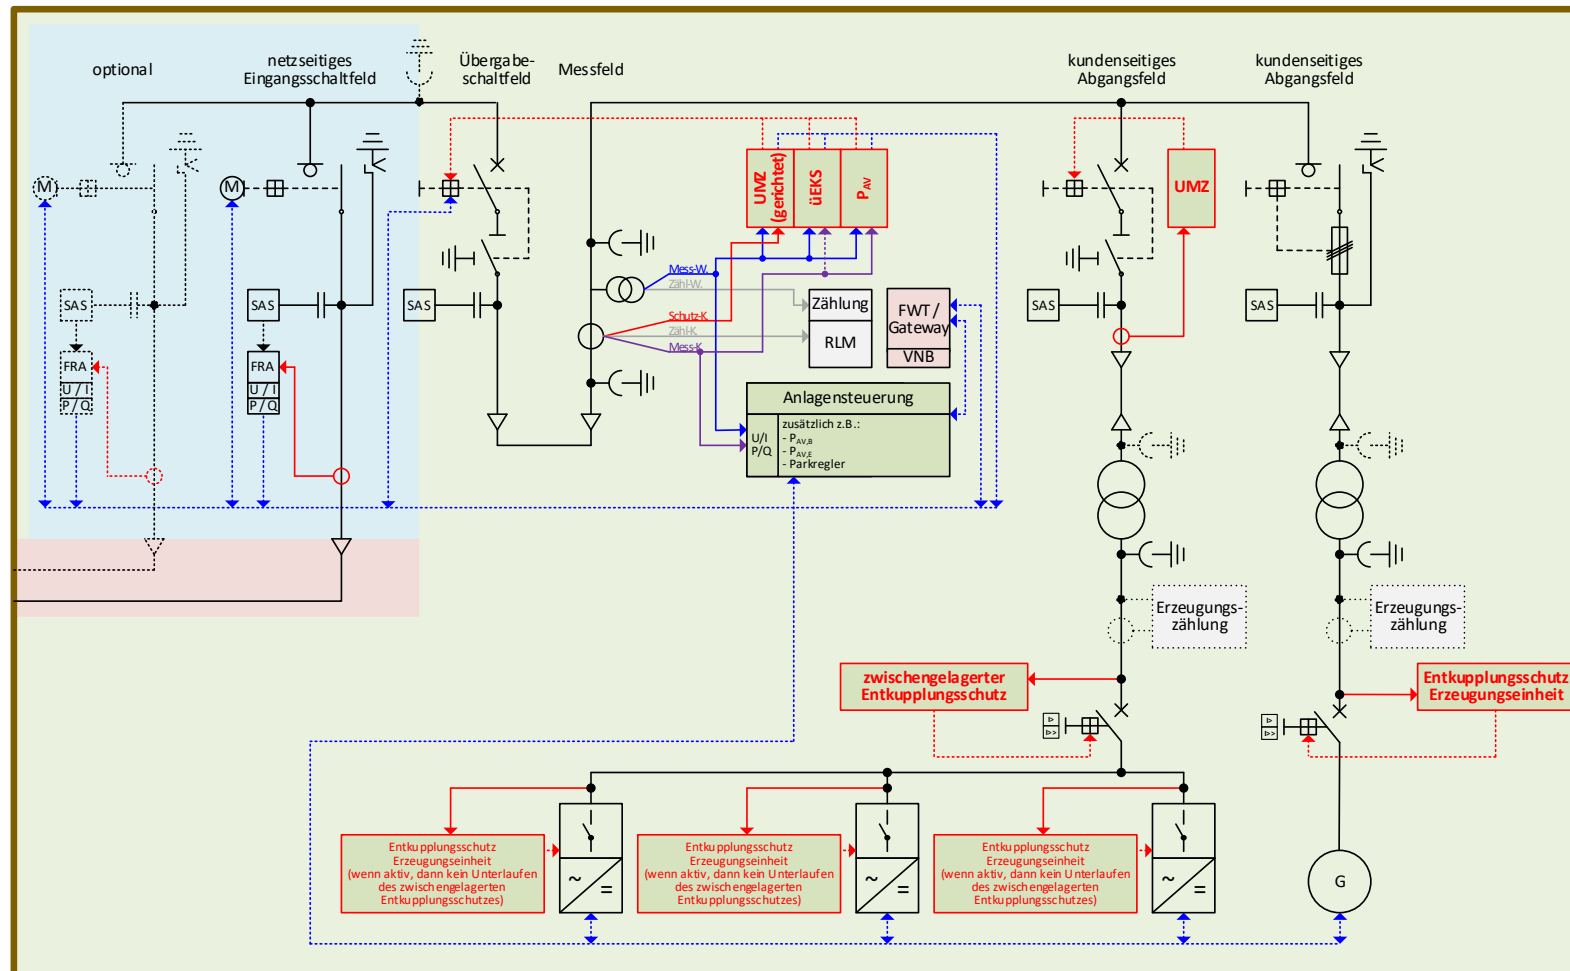 optional
netzseitiges
Eingangsschaltfeld
Übergabe-
schaltfeld
Messfeld
kundenseitiges
Abgangsfeld
kundenseitiges
Abgangsfeld
M
M
UMZ
(gerichtet)
üEKS
P AV
UMZ
SAS
SAS
SAS
SAS
SAS
Mess-W.
Zähl-W.
Schutz-K.
Zähl-K.
Mess-K.
Zählung
RLM
FWT /
Gateway
VNB
FRA
U / I
P / Q
FRA
U / I
P / Q
Anlagensteuerung
U/I
P/Q
zusätzlich z.B.:
- P AV,B
- P AV,E
- Parkregler
Erzeugungs-
zählung
Erzeugungs-
zählung
zwischengelagerter
Entkupplungsschutz
Entkupplungsschutz
Erzeugungseinheit
Entkupplungsschutz
Erzeugungseinheit
(wenn aktiv, dann kein Unterlaufen
des zwischengelagerten
Entkupplungsschutzes)
Entkupplungsschutz
Erzeugungseinheit
(wenn aktiv, dann kein Unterlaufen
des zwischengelagerten
Entkupplungsschutzes)
Entkupplungsschutz
Erzeugungseinheit
(wenn aktiv, dann kein Unterlaufen
des zwischengelagerten
Entkupplungsschutzes)
~
=
~
=
~
=
G